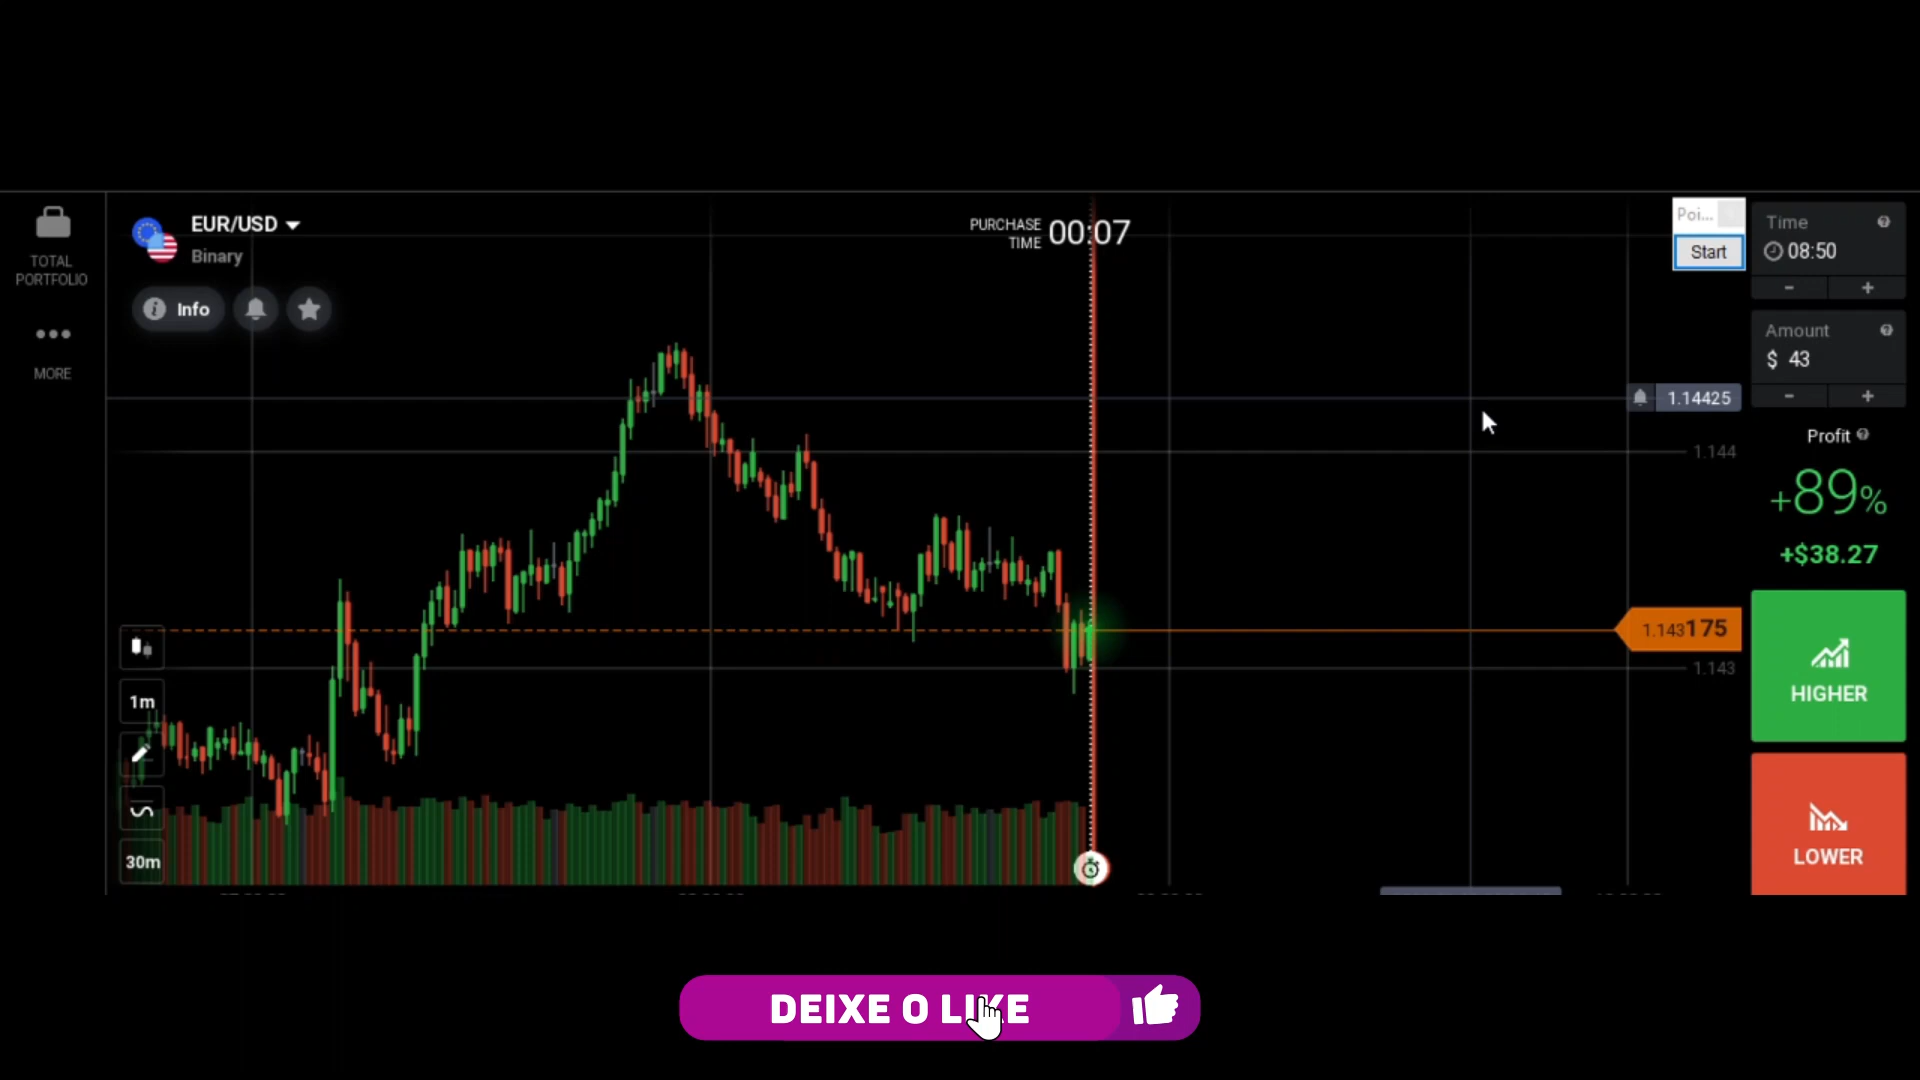 TOTAL
PORTFOLIO
MORE
EUR/USD
Binary
Info
PURCHASE
TIME
00:07
Poi...
Start
Time
08:50
-
+
Amount
$ 43
-
+
Profit
+89%
+$38.27
HIGHER
LOWER
1.14425
1.144
1.143175
1.143
1m
30m
DEIXE O LIKE